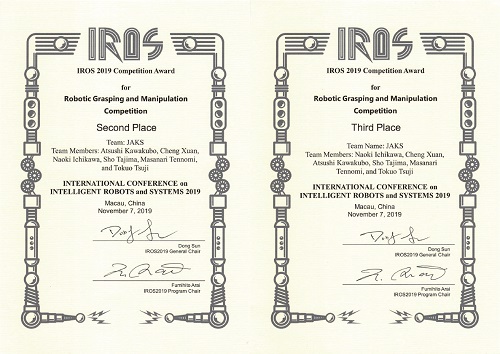 IROS
IROS 2019 Competition Award
for
Robotic Grasping and Manipulation
Competition
Second Place
Team: JAKS
Team Members: Atsushi Kawakubo, Cheng Xuan,
Naoki Ichikawa, Sho Tajima, Masanari Tennomi,
and Tokuo Tsuji
INTERNATIONAL CONFERENCE on
INTELLIGENT ROBOTS and SYSTEMS 2019
Macau, China
November 7, 2019
Dong Sun
IROS2019 General Chair
Fumihito Arai
IROS2019 Program Chair
IROS
IROS 2019 Competition Award
for
Robotic Grasping and Manipulation
Competition
Third Place
Team Name: JAKS
Team Members: Naoki Ichikawa, Cheng Xuan,
Atsushi Kawakubo, Sho Tajima, Masanari
Tennomi, and Tokuo Tsuji
INTERNATIONAL CONFERENCE on
INTELLIGENT ROBOTS and SYSTEMS 2019
Macau, China
November 7, 2019
Dong Sun
IROS2019 General Chair
Fumihito Arai
IROS2019 Program Chair